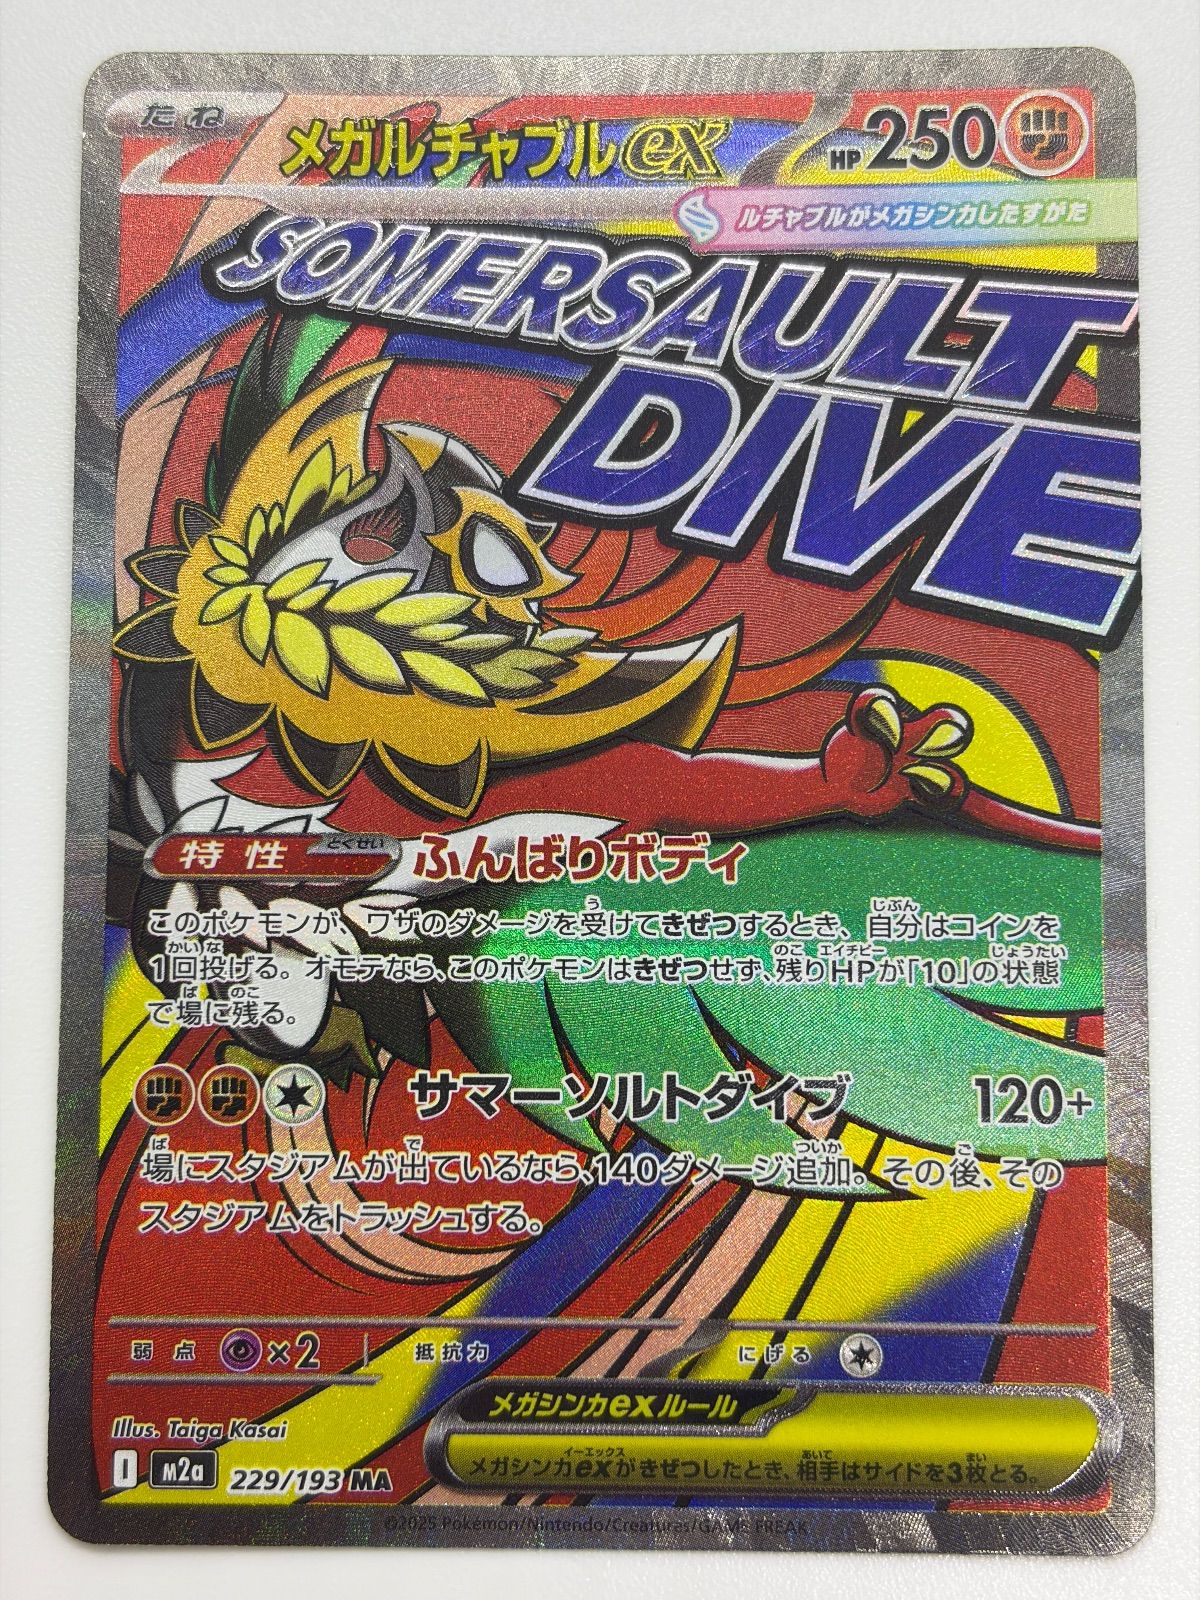 たね メガルチャブルex HP250
ルチャブルがメガシンカしたすがた
SOMERSAULT
DIVE
特性 とくせい ふんばりボディ
このポケモンが、ワザのダメージを受けてきぜつするとき、自分はコインを
1回投げる。オモテなら、このポケモンはきぜつせず、残りHPが「10」の状態
で場に残る。
サマーソルトダイブ 120+
場にスタジアムが出ているなら、140ダメージ追加。その後、その
スタジアムをトラッシュする。
弱点 ×2 抵抗力 にげる
メガシンカexルール
メガシンカexがきぜつしたとき、相手はサイドを3枚とる。
Illus. Taiga Kasai
I M2a 229/193 MA
©2025 Pokémon/Nintendo/Creatures/GAME FREAK